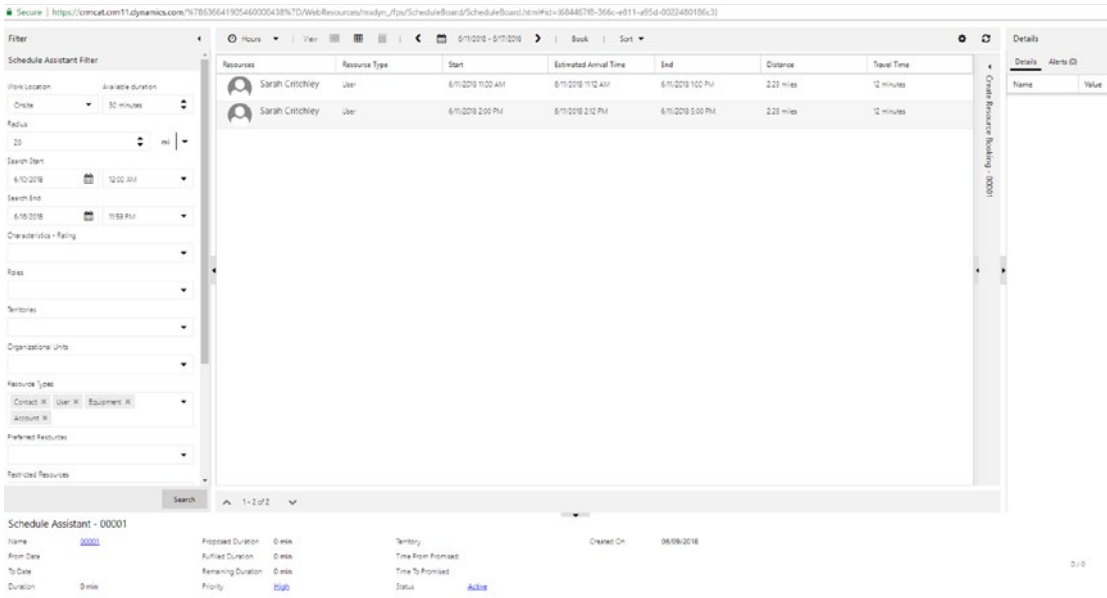 Secure | https://crmcat.crm11.dynamics.com/%7B636641905460000438%7D/WebResources/msdyn_/fps/ScheduleBoard/ScheduleBoard.html#id={684467f8-366c-e811-a95d-0022480186c3}
Filter
Hours
View
6/11/2018 - 6/17/2018
Book
Sort
Details
Schedule Assistant Filter
Details Alerts (0)
Name Value
Work Location Available duration
Onsite 30 minutes
Radius
20 mi
Search Start
6/10/2018 12:00 AM
Search End
6/16/2018 11:59 PM
Characteristics - Rating
Roles
Territories
Organizational Units
Resource Types
Contact × User × Equipment ×
Account ×
Preferred Resources
Restricted Resources
Search
Resources Resource Type Start Estimated Arrival Time End Distance Travel Time
Sarah Critchley User 6/11/2018 11:00 AM 6/11/2018 11:12 AM 6/11/2018 1:00 PM 2.23 miles 12 minutes
Sarah Critchley User 6/11/2018 2:00 PM 6/11/2018 2:12 PM 6/11/2018 5:00 PM 2.23 miles 12 minutes
Create Resource Booking - 00001
1 - 2 of 2
Schedule Assistant - 00001
Name 00001 Proposed Duration 0 min Territory Created On 06/09/2018
From Date Fulfilled Duration 0 min Time From Promised
To Date Remaining Duration 0 min Time To Promised
Duration 0 min Priority High Status Active
0 / 0